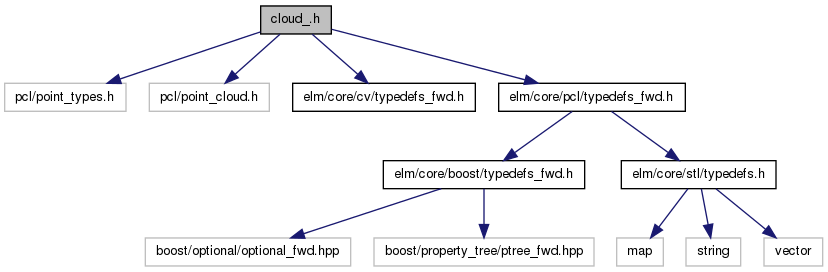 cloud_.h
pcl/point_types.h
pcl/point_cloud.h
elm/core/cv/typedefs_fwd.h
elm/core/pcl/typedefs_fwd.h
elm/core/boost/typedefs_fwd.h
elm/core/stl/typedefs.h
boost/optional/optional_fwd.hpp
boost/property_tree/ptree_fwd.hpp
map
string
vector